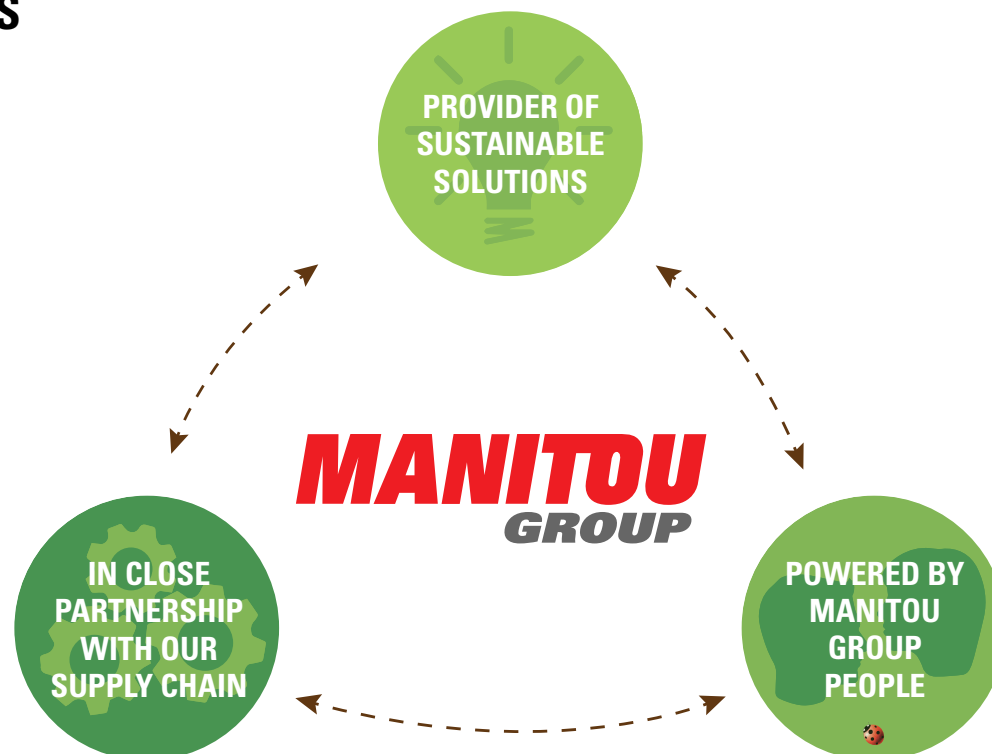 S
PROVIDER OF
SUSTAINABLE
SOLUTIONS
MANITOU
GROUP
IN CLOSE
PARTNERSHIP
WITH OUR
SUPPLY CHAIN
POWERED BY
MANITOU
GROUP
PEOPLE